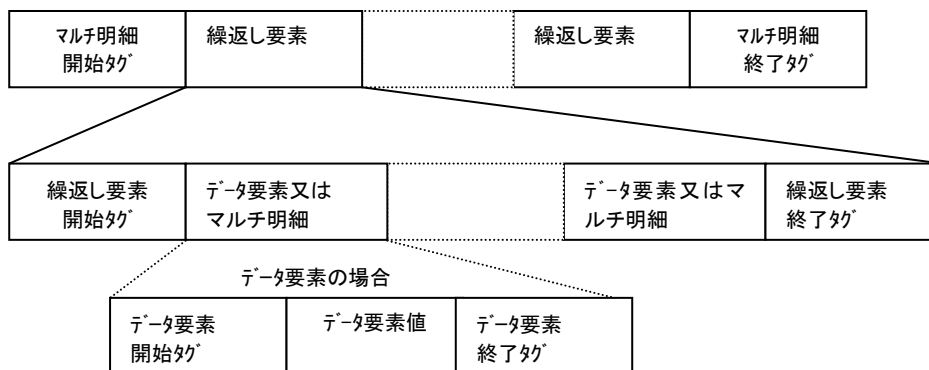 ﾏﾙﾁ明細
開始ﾀｸﾞ
繰返し要素
繰返し要素
ﾏﾙﾁ明細
終了ﾀｸﾞ
繰返し要素
開始ﾀｸﾞ
ﾃﾞｰﾀ要素又は
マルチ明細
ﾃﾞｰﾀ要素又はマ
ルチ明細
繰返し要素
終了ﾀｸﾞ
ﾃﾞｰﾀ要素の場合
ﾃﾞｰﾀ要素
開始ﾀｸﾞ
ﾃﾞｰﾀ要素値
ﾃﾞｰﾀ要素
終了ﾀｸﾞ